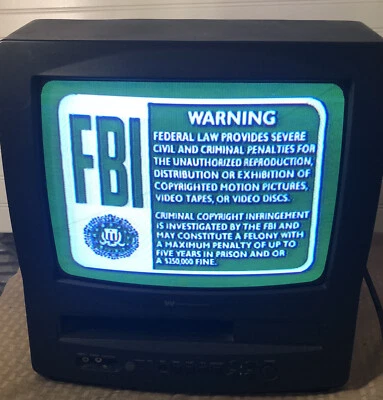 FBI
WARNING
FEDERAL LAW PROVIDES SEVERE
CIVIL AND CRIMINAL PENALTIES FOR
THE UNAUTHORIZED REPRODUCTION,
DISTRIBUTION OR EXHIBITION OF
COPYRIGHTED MOTION PICTURES,
VIDEO TAPES, OR VIDEO DISCS.
CRIMINAL COPYRIGHT INFRINGEMENT
IS INVESTIGATED BY THE FBI AND
MAY CONSTITUTE A FELONY WITH
A MAXIMUM PENALTY OF UP TO
FIVE YEARS IN PRISON AND OR
A $250,000 FINE.